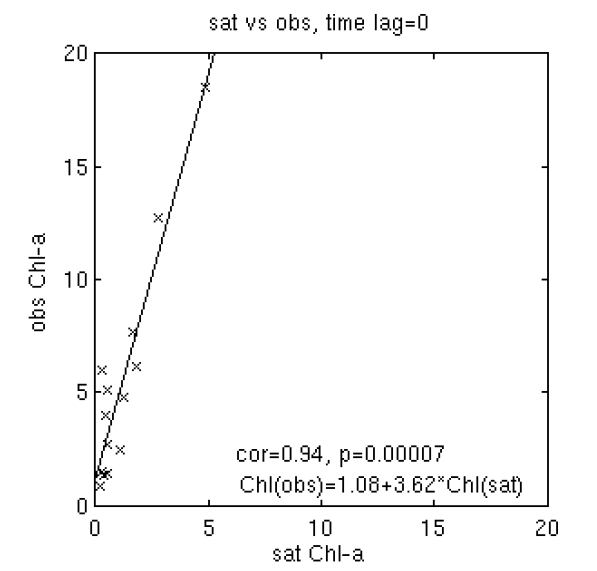 sat vs obs, time lag=0
20
15
10
5
0
obs Chl-a
cor=0.94, p=0.00007
Chl(obs)=1.08+3.62*Chl(sat)
0 5 10 15 20
sat Chl-a